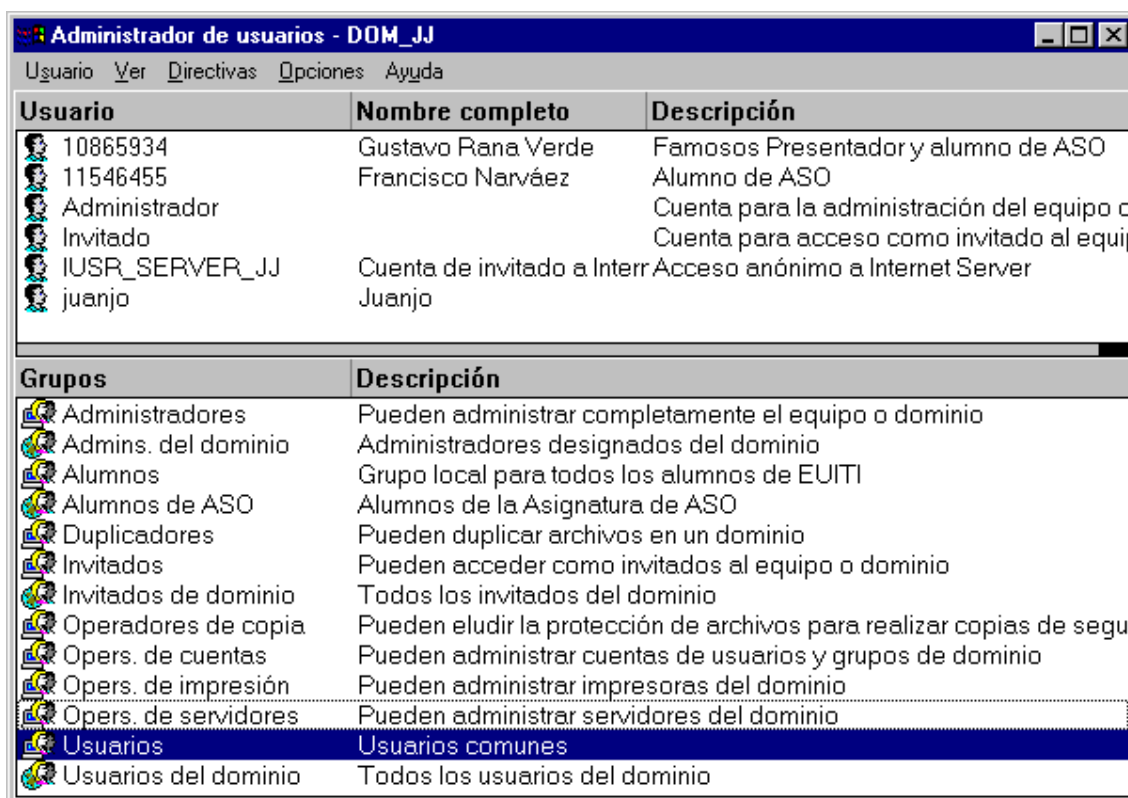 Administrador de usuarios - DOM_JJ
Usuario Ver Directivas Opciones Ayuda
Usuario Nombre completo Descripción
10865934 Gustavo Rana Verde Famosos Presentador y alumno de ASO
11546455 Francisco Narváez Alumno de ASO
Administrador Cuenta para la administración del equipo o
Invitado Cuenta para acceso como invitado al equip
IUSR_SERVER_JJ Cuenta de invitado a Interr Acceso anónimo a Internet Server
juanjo Juanjo
Grupos Descripción
Administradores Pueden administrar completamente el equipo o dominio
Admins. del dominio Administradores designados del dominio
Alumnos Grupo local para todos los alumnos de EUITI
Alumnos de ASO Alumnos de la Asignatura de ASO
Duplicadores Pueden duplicar archivos en un dominio
Invitados Pueden acceder como invitados al equipo o dominio
Invitados de dominio Todos los invitados del dominio
Operadores de copia Pueden eludir la protección de archivos para realizar copias de segu
Opers. de cuentas Pueden administrar cuentas de usuarios y grupos de dominio
Opers. de impresión Pueden administrar impresoras del dominio
Opers. de servidores Pueden administrar servidores del dominio
Usuarios Usuarios comunes
Usuarios del dominio Todos los usuarios del dominio